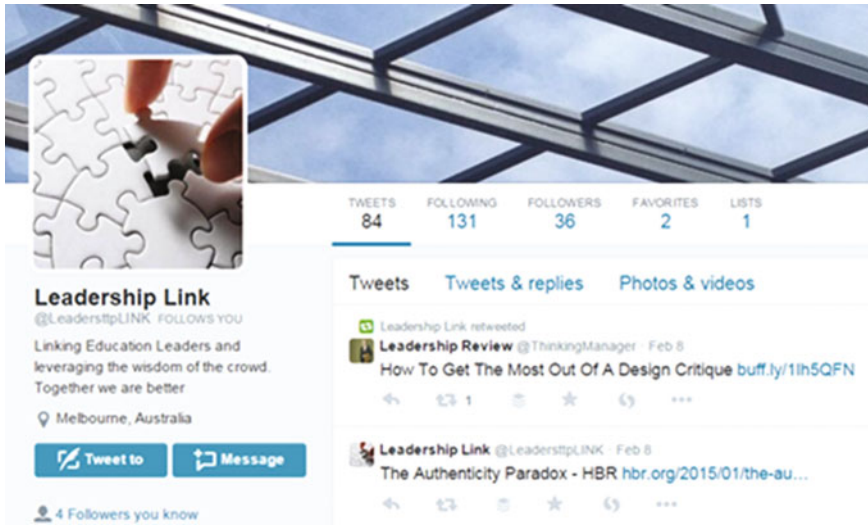 TWEETS FOLLOWING FOLLOWERS FAVORITES LISTS
84 131 36 2 1
Leadership Link
@LeadersttpLINK FOLLOWS YOU
Linking Education Leaders and
leveraging the wisdom of the crowd.
Together we are better
Melbourne, Australia
Tweet to Message
4 Followers you know
Tweets Tweets & replies Photos & videos
Leadership Link retweeted
Leadership Review @ThinkingManager · Feb 8
How To Get The Most Out Of A Design Critique buff.ly/1Ih5QFN
1
Leadership Link @LeadersttpLINK · Feb 8
The Authenticity Paradox - HBR hbr.org/2015/01/the-au...